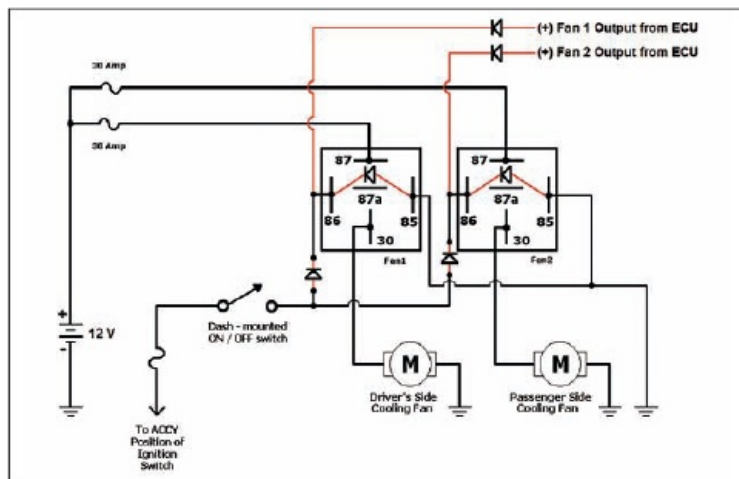 (+) Fan 1 Output from ECU
(+) Fan 2 Output from ECU
30 Amp
30 Amp
87
87a
86
85
30
Fan1
87
87a
86
85
30
Fan2
+
12 V
-
Dash - mounted
ON / OFF switch
To ACCY
Position of
Ignition
Switch
M
Driver's Side
Cooling Fan
M
Passenger Side
Cooling Fan